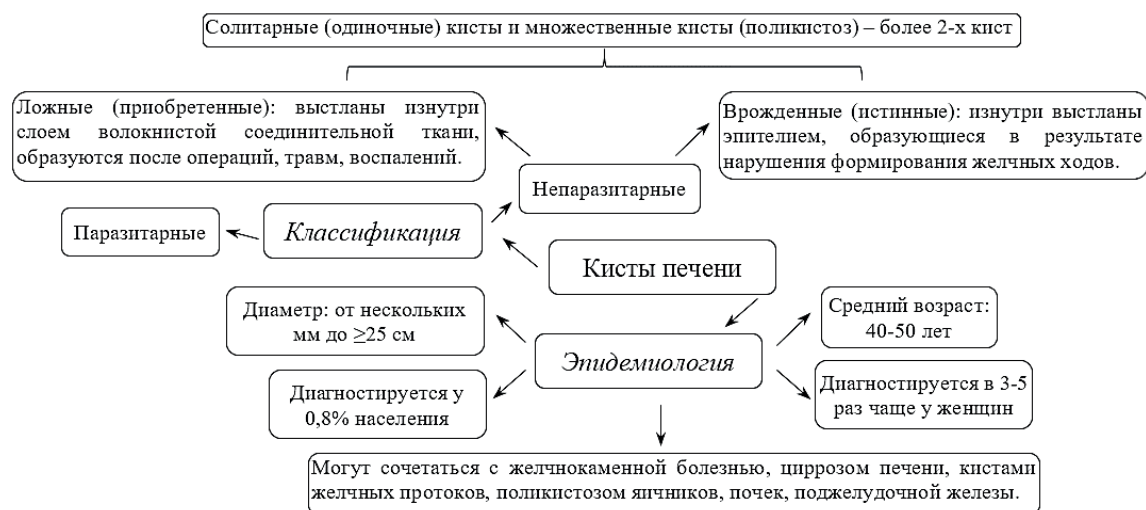 Солитарные (одиночные) кисты и множественные кисты (поликистоз) – более 2-х кист
Ложные (приобретенные): выстланы изнутри
слоем волокнистой соединительной ткани,
образуются после операций, травм, воспалений.
Врожденные (истинные): изнутри выстланы
эпителием, образующиеся в результате
нарушения формирования желчных ходов.
Непаразитарные
Паразитарные
Классификация
Кисты печени
Диаметр: от нескольких
мм до ≥25 см
Средний возраст:
40-50 лет
Эпидемиология
Диагностируется у
0,8% населения
Диагностируется в 3-5
раз чаще у женщин
Могут сочетаться с желчнокаменной болезнью, циррозом печени, кистами
желчных протоков, поликистозом яичников, почек, поджелудочной железы.